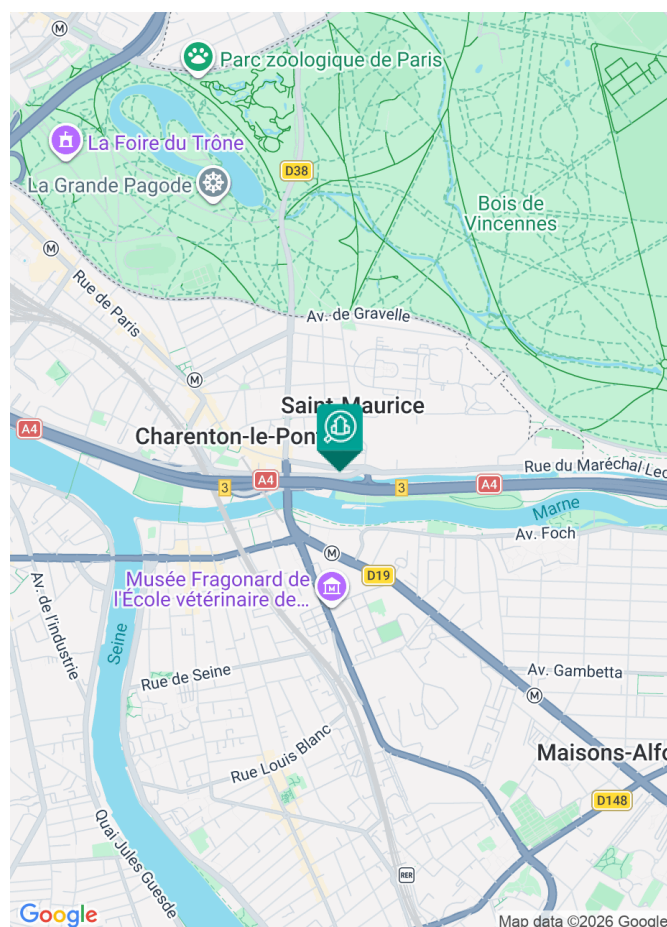 M
Parc zoologique de Paris
La Foire du Trône
D38
La Grande Pagode
Bois de
Vincennes
M
Rue de Paris
Av. de Gravelle
M
Saint-Maurice
A4
Charenton-le-Pont
Rue du Maréchal Lec
3
A4
3
A4
Marne
Av. Foch
M
Musée Fragonard de
l'École vétérinaire de...
D19
Av. de l'industrie
Seine
Rue de Seine
Av. Gambetta
M
Rue Louis Blanc
Maisons-Alfo
D148
Quai Jules Guesde
RER
Google
Map data ©2026 Google